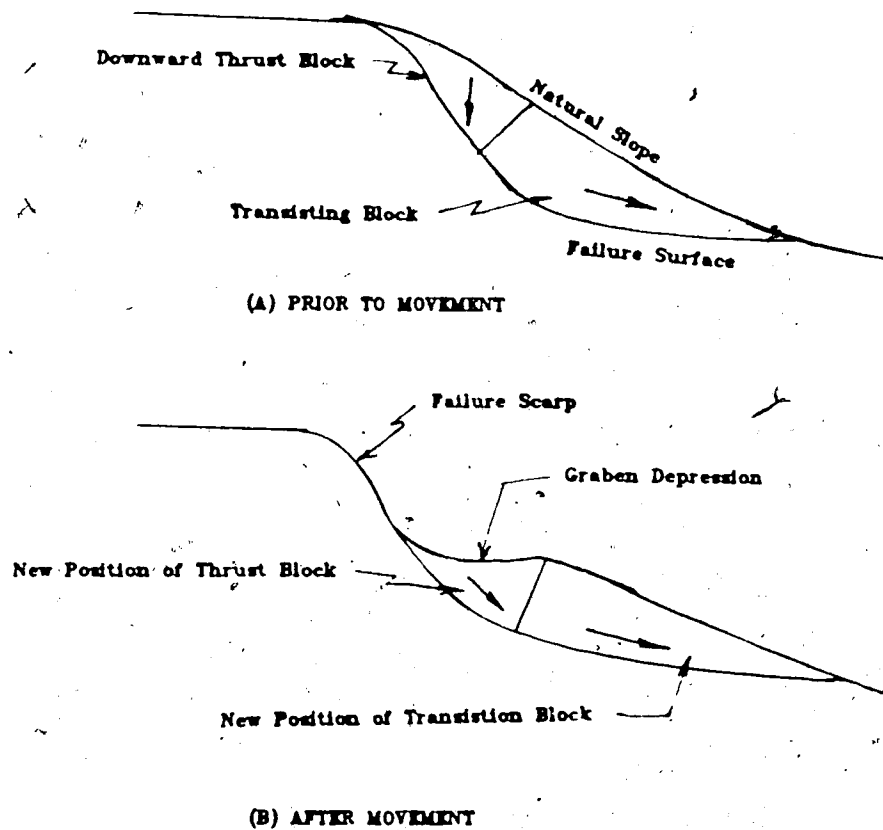 Downward Thrust Block
Natural Slope
Transisting Block
Failure Surface
(A) PRIOR TO MOVEMENT
Failure Scarp
Graben Depression
New Position of Thrust Block
New Position of Transistion Block
(B) AFTER MOVEMENT